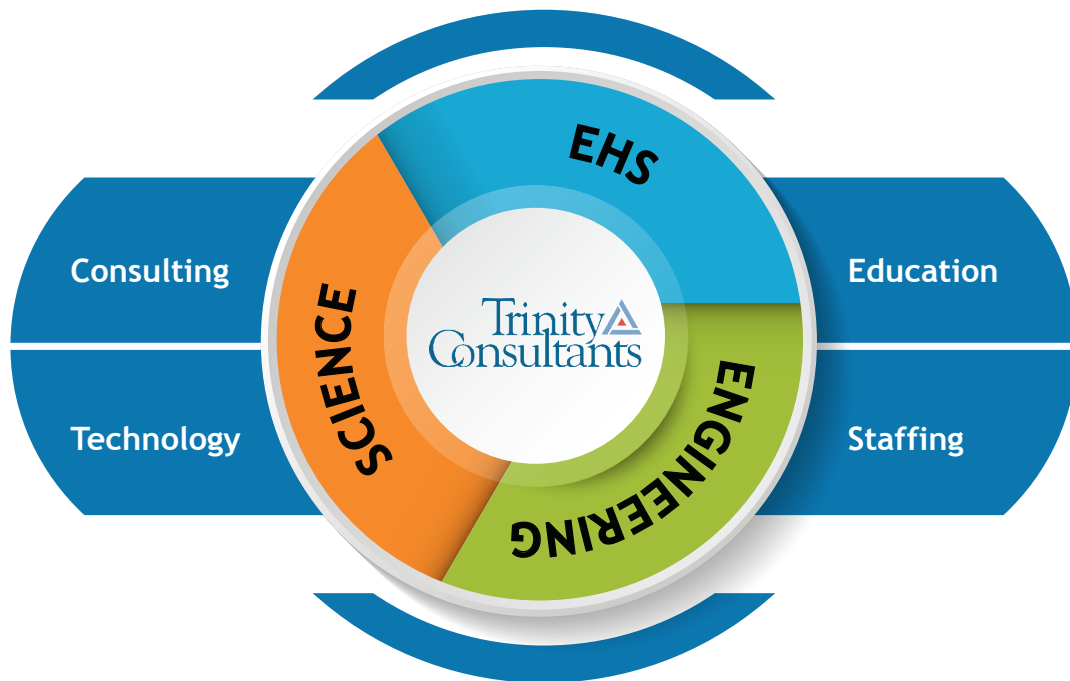 EHS
Consulting
Education
SCIENCE
Trinity
Consultants
ENGINEERING
Technology
Staffing